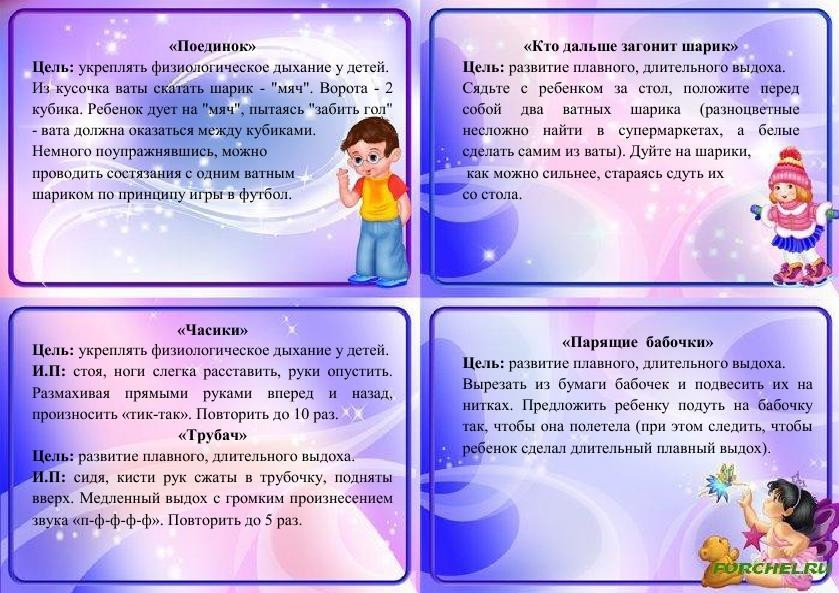 «Поединок»
Цель: укреплять физиологическое дыхание у детей.
Из кусочка ваты скатать шарик - "мяч". Ворота - 2
кубика. Ребенок дует на "мяч", пытаясь "забить гол"
- вата должна оказаться между кубиками.
Немного поупражнявшись, можно
проводить состязания с одним ватным
шариком по принципу игры в футбол.
«Кто дальше загонит шарик»
Цель: развитие плавного, длительного выдоха.
Сядьте с ребенком за стол, положите перед
собой два ватных шарика (разноцветные
несложно найти в супермаркетах, а белые
сделать самим из ваты). Дуйте на шарики,
как можно сильнее, стараясь сдуть их
со стола.
«Часики»
Цель: укреплять физиологическое дыхание у детей.
И.П: стоя, ноги слегка расставить, руки опустить.
Размахивая прямыми руками вперед и назад,
произносить «тик-так». Повторить до 10 раз.
«Трубач»
Цель: развитие плавного, длительного выдоха.
И.П: сидя, кисти рук сжаты в трубочку, подняты
вверх. Медленный выдох с громким произнесением
звука «п-ф-ф-ф-ф». Повторить до 5 раз.
«Парящие бабочки»
Цель: развитие плавного, длительного выдоха.
Вырезать из бумаги бабочек и подвесить их на
нитках. Предложить ребенку подуть на бабочку
так, чтобы она полетела (при этом следить, чтобы
ребенок сделал длительный плавный выдох).
FORCHEL.RU